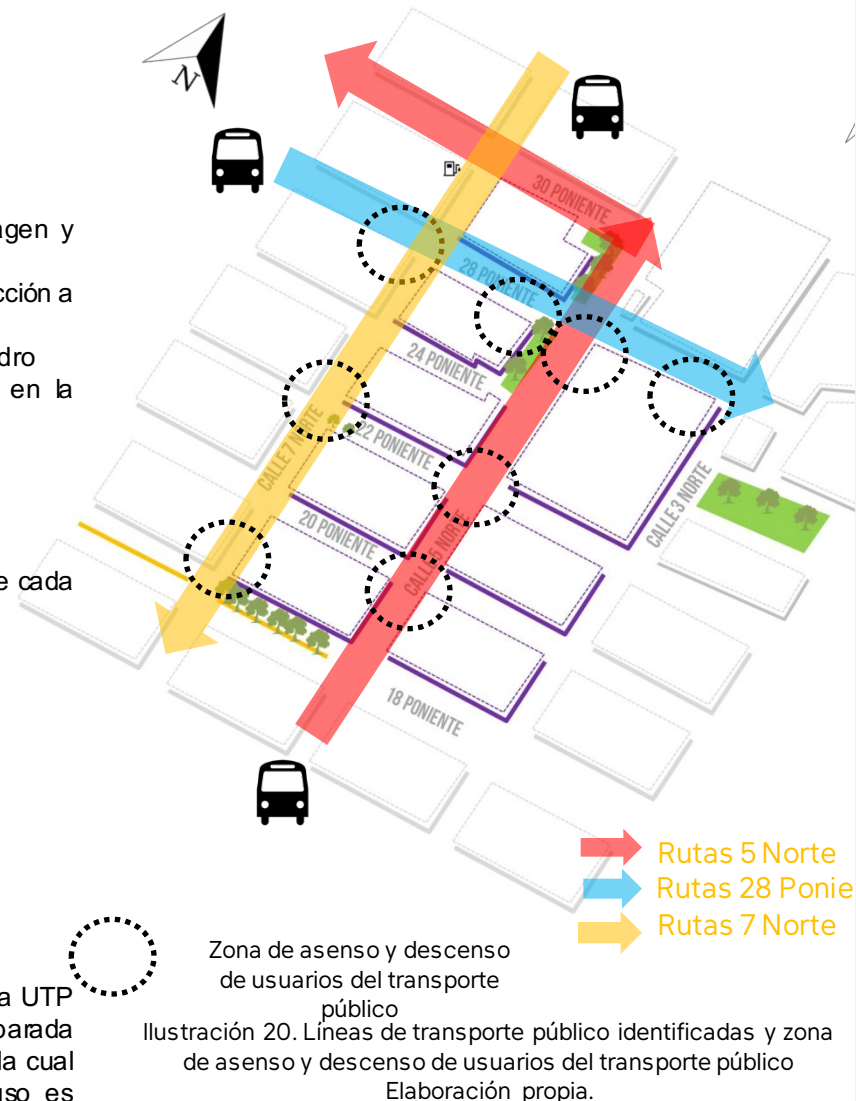 N
agen y
cción a
dro
en la
e cada
a UTP
parada
la cual
uso es
30 PONIENTE
28 PONIENTE
24 PONIENTE
22 PONIENTE
CALLE 7 NORTE
20 PONIENTE
CALLE 5 NORTE
CALLE 3 NORTE
18 PONIENTE
Rutas 5 Norte
Rutas 28 Ponie
Rutas 7 Norte
Zona de asenso y descenso
de usuarios del transporte
público
Ilustración 20. Líneas de transporte público identificadas y zona
de asenso y descenso de usuarios del transporte público
Elaboración propia.